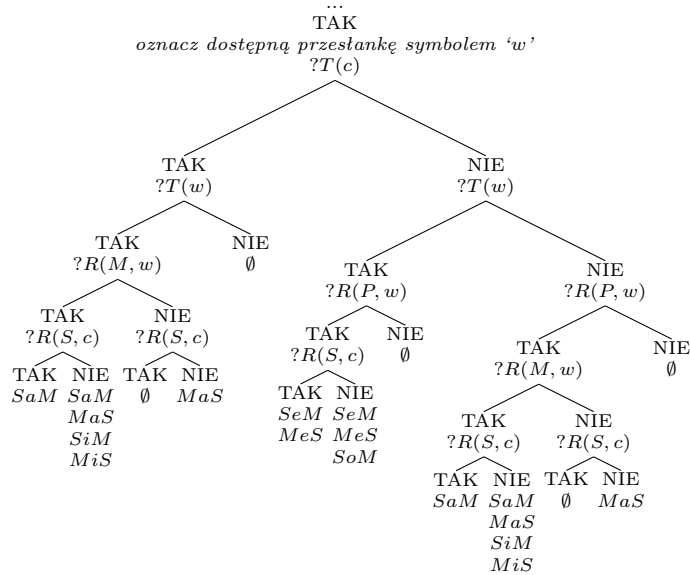 ...
TAK
oznacz dostępną przesłankę symbolem ‘w’
?T(c)
TAK NIE
?T(w) ?T(w)
TAK NIE
?R(M, w) ∅
TAK NIE
?R(P, w) ?R(P, w)
TAK NIE
?R(S, c) ?R(S, c)
TAK NIE TAK NIE
SaM SaM ∅ MaS
MaS
SiM
MiS
TAK NIE
?R(S, c) ∅
TAK NIE
SeM SeM
MeS MeS
SoM
TAK NIE
?R(M, w) ∅
TAK NIE
?R(S, c) ?R(S, c)
TAK NIE TAK NIE
SaM SaM ∅ MaS
MaS
SiM
MiS